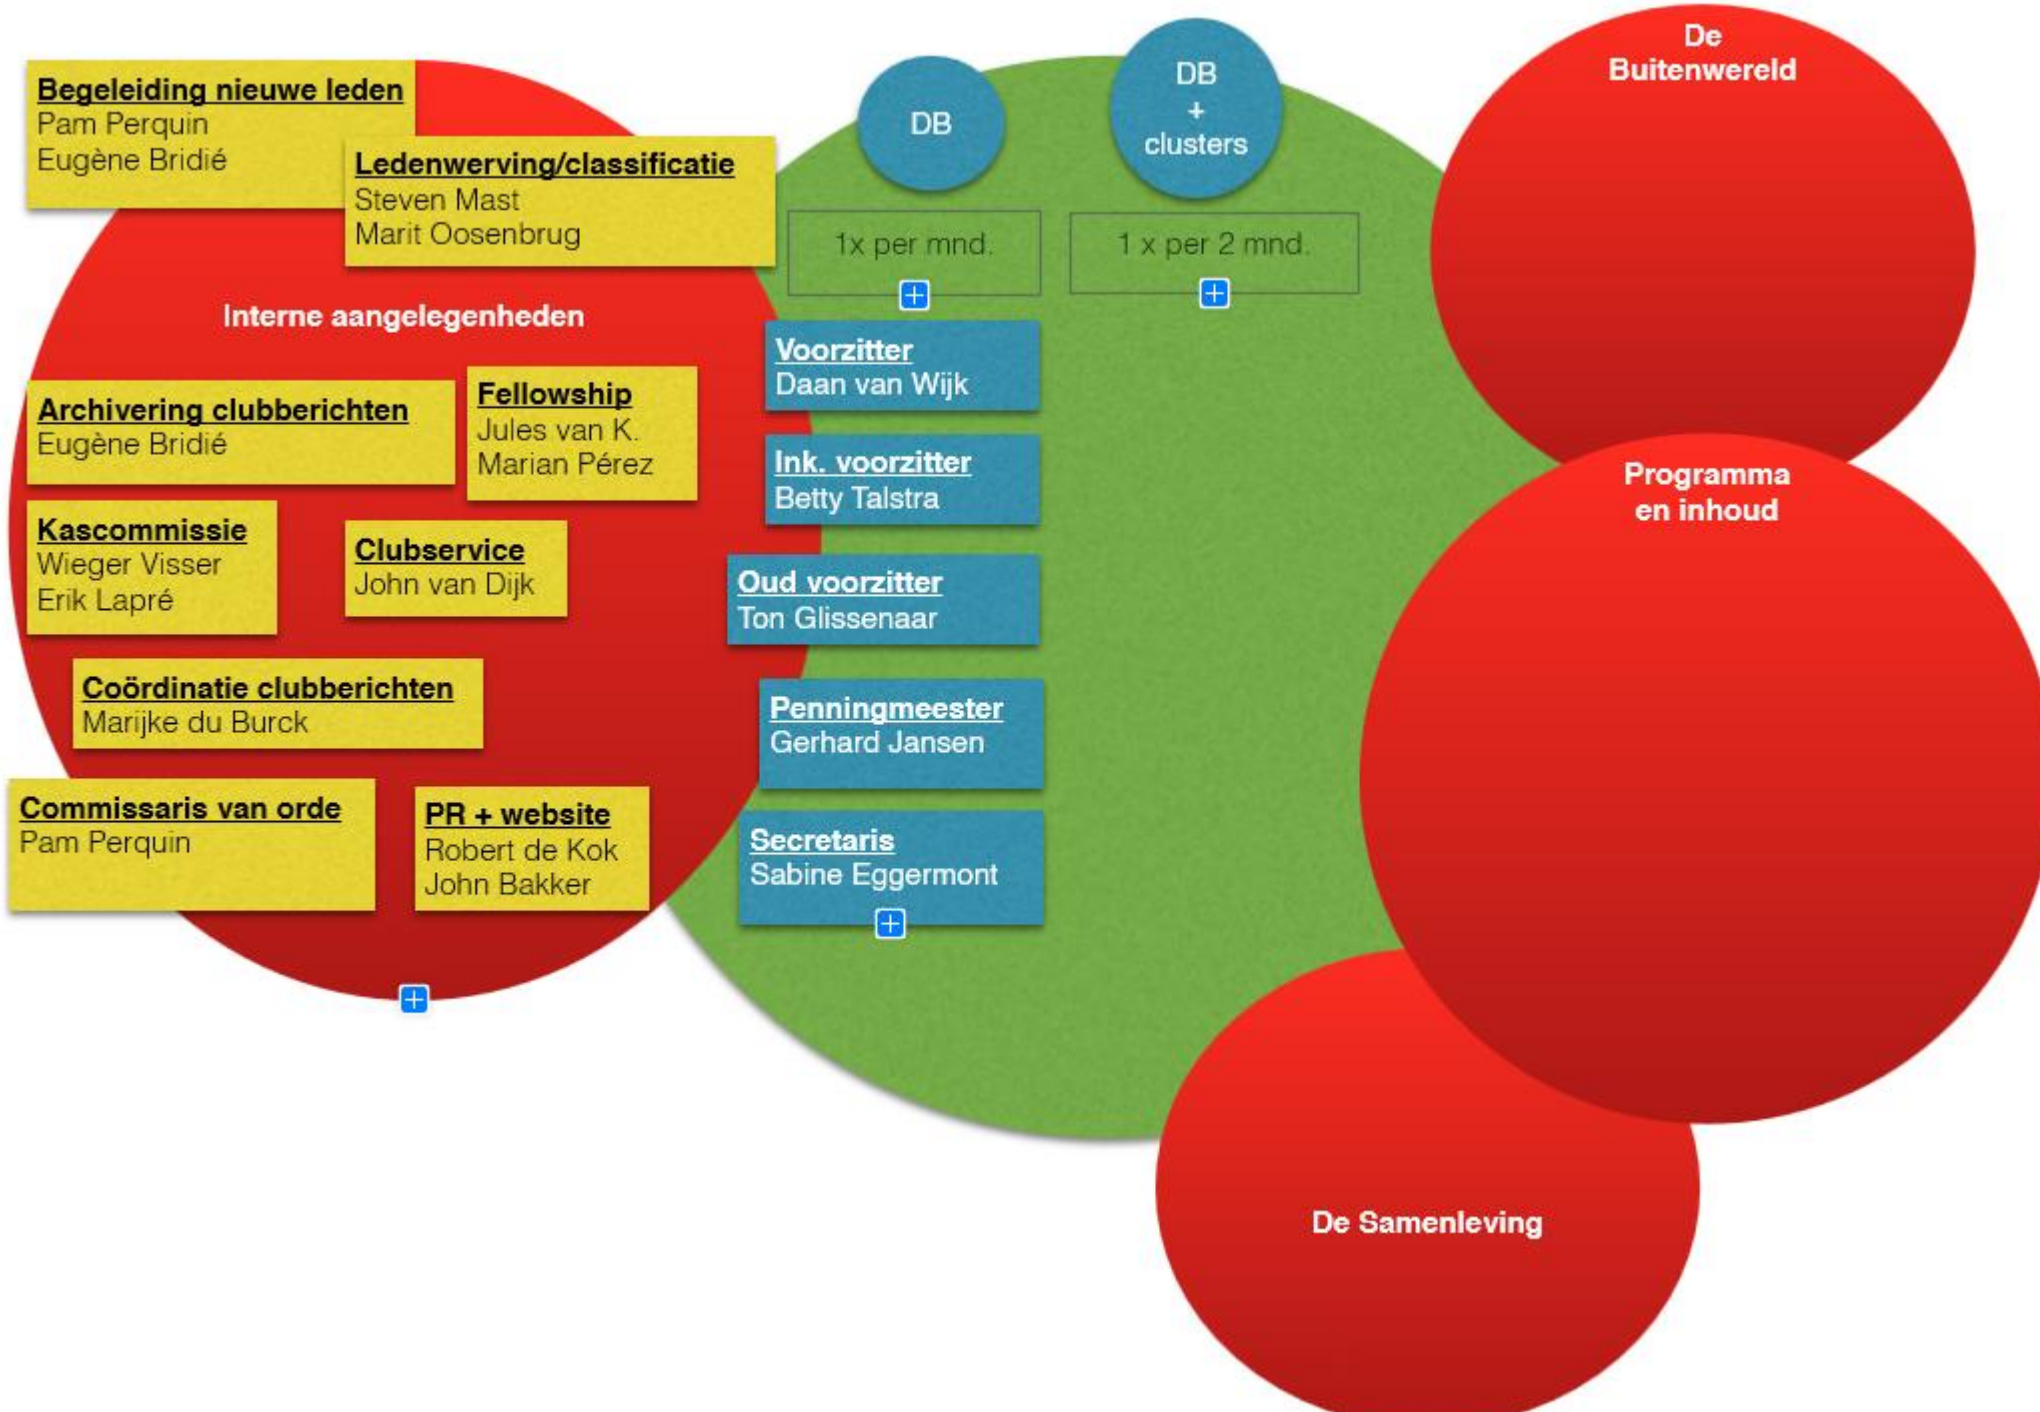 Begeleiding nieuwe leden
Pam Perquin
Eugène Bridié
Ledenwerving/classificatie
Steven Mast
Marit Oosenbrug
Interne aangelegenheden
Archivering clubberichten
Eugène Bridié
Fellowship
Jules van K.
Marian Pérez
Kascommissie
Wieger Visser
Erik Lapré
Clubservice
John van Dijk
Coördinatie clubberichten
Marijke du Burck
Commissaris van orde
Pam Perquin
PR + website
Robert de Kok
John Bakker
DB
1x per mnd.
DB
+
clusters
1 x per 2 mnd.
Voorzitter
Daan van Wijk
Ink. voorzitter
Betty Talstra
Oud voorzitter
Ton Glissenaar
Penningmeester
Gerhard Jansen
Secretaris
Sabine Eggermont
De
Buitenwereld
Programma
en inhoud
De Samenleving